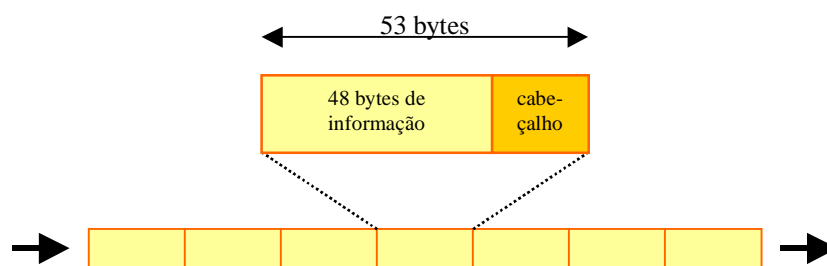 53 bytes
48 bytes de
informação
cabe-
çalho